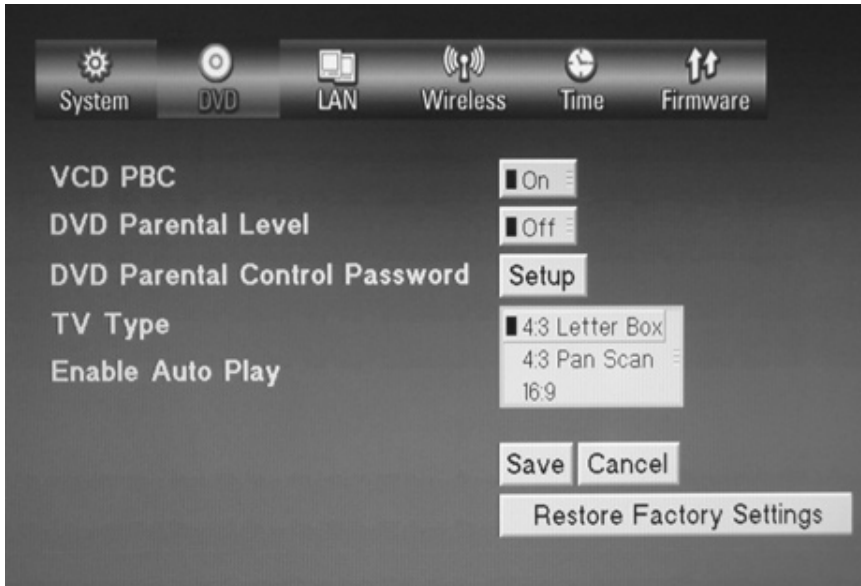 System DVD LAN Wireless Time Firmware
VCD PBC On
DVD Parental Level Off
DVD Parental Control Password Setup
TV Type 4:3 Letter Box
4:3 Pan Scan
Enable Auto Play
16:9
Save Cancel
Restore Factory Settings